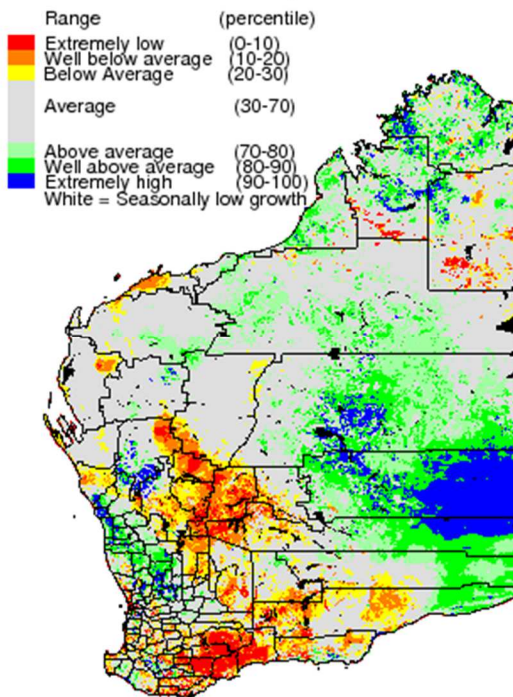 Range (percentile)
Extremely low (0-10)
Well below average (10-20)
Below Average (20-30)
Average (30-70)
Above average (70-80)
Well above average (80-90)
Extremely high (90-100)
White = Seasonally low growth